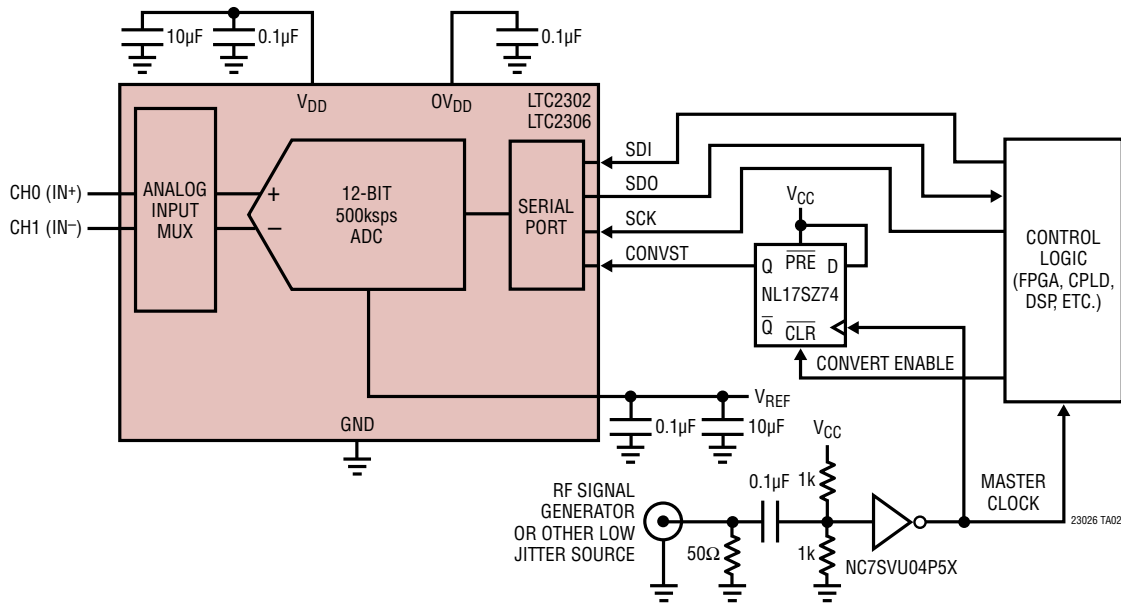 10µF
0.1µF
0.1µF
VDD
OVDD
LTC2302
LTC2306
CH0 (IN+)
CH1 (IN–)
ANALOG
INPUT
MUX
+
–
12-BIT
500ksps
ADC
SERIAL
PORT
SDI
SDO
SCK
CONVST
VCC
Q
PRE
D
NL17SZ74
Q
CLR
CONVERT ENABLE
CONTROL
LOGIC
(FPGA, CPLD,
DSP, ETC.)
VREF
0.1µF
10µF
GND
VCC
1k
0.1µF
RF SIGNAL
GENERATOR
OR OTHER LOW
JITTER SOURCE
50Ω
1k
NC7SVU04P5X
MASTER
CLOCK
23026 TA02